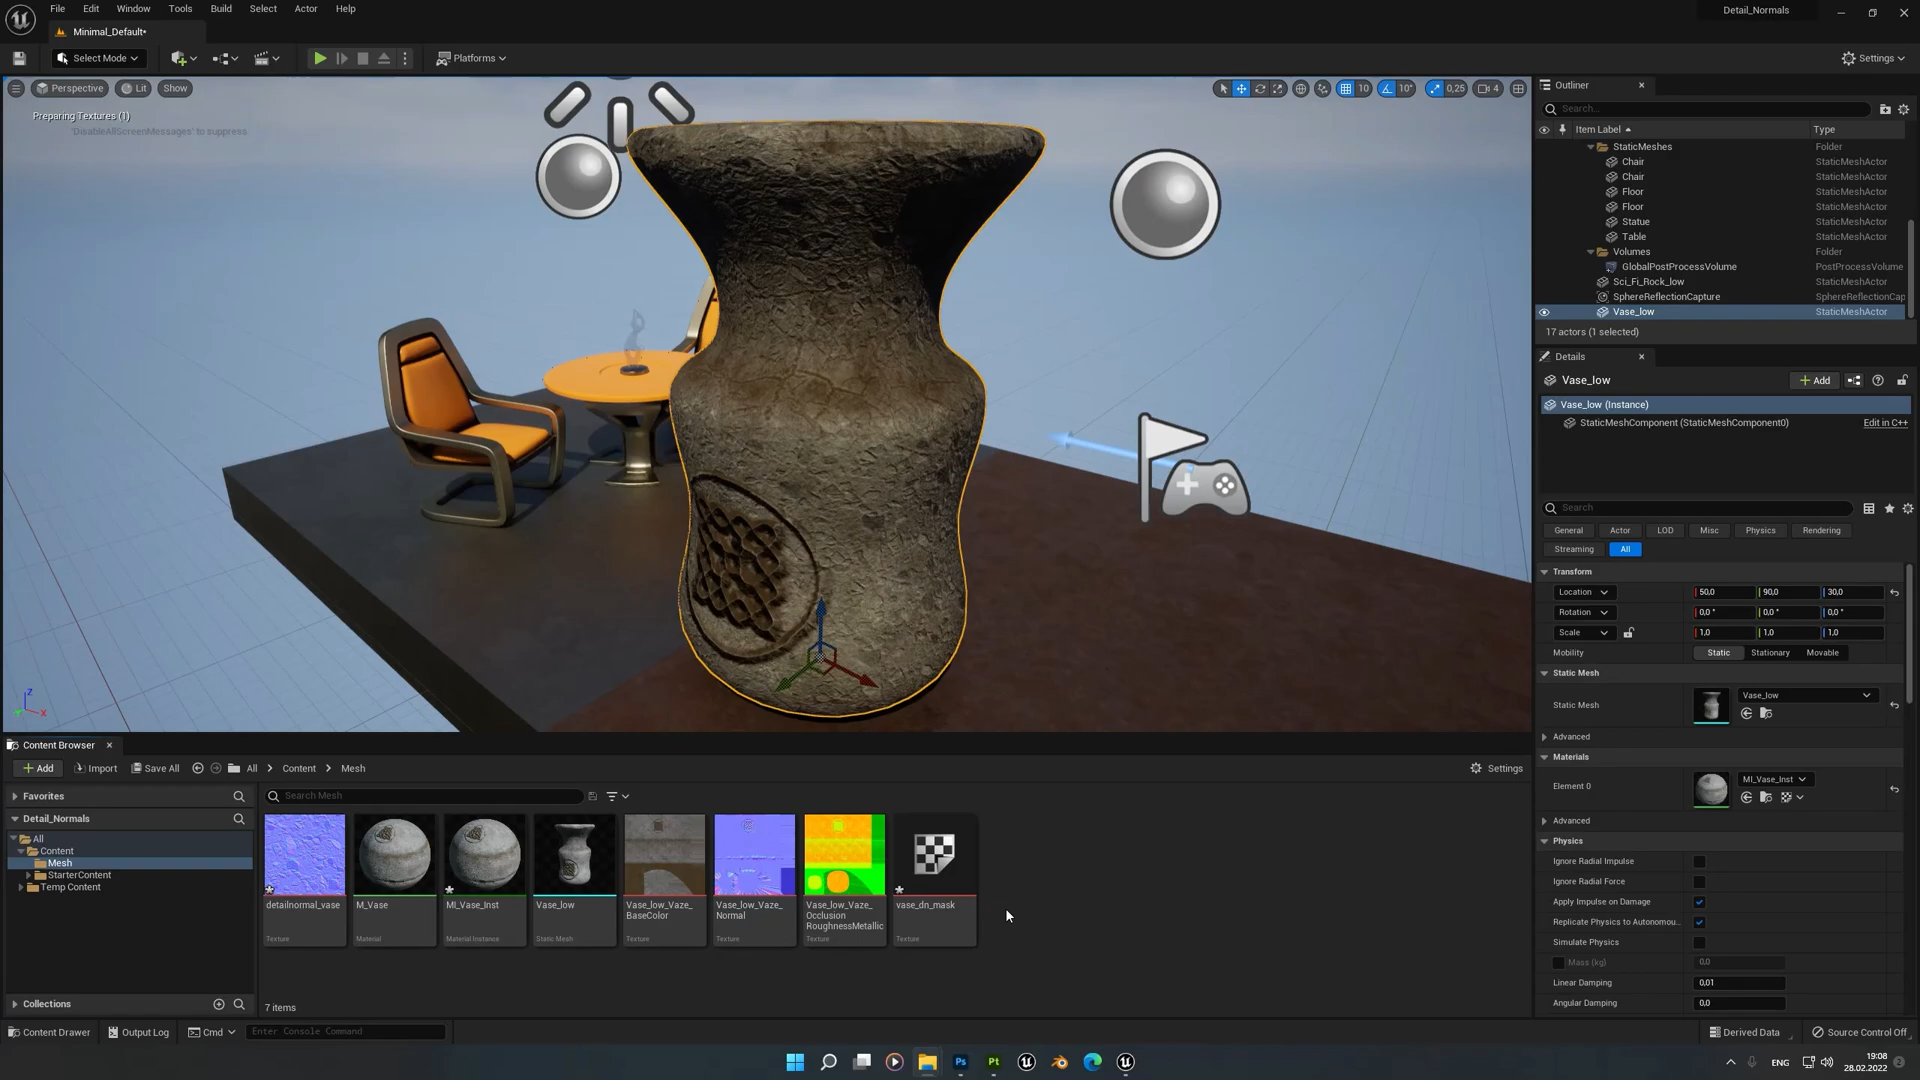 File Edit Window Tools Build Select Actor Help
Detail_Normals
Minimal_Default*
Select Mode
Platforms
Settings
Perspective Lit Show
10 10° 0,25 4
Preparing Textures (1)
'DisableAllScreenMessages' to suppress
Outliner
Search...
Item Label Type
StaticMeshes Folder
Chair StaticMeshActor
Chair StaticMeshActor
Floor StaticMeshActor
Floor StaticMeshActor
Statue StaticMeshActor
Table StaticMeshActor
Volumes Folder
GlobalPostProcessVolume PostProcessVolume
Sci_Fi_Rock_low StaticMeshActor
SphereReflectionCapture SphereReflectionCap
Vase_low StaticMeshActor
17 actors (1 selected)
Details
Vase_low
Add
Vase_low (Instance)
StaticMeshComponent (StaticMeshComponent0) Edit in C++
Search
General Actor LOD Misc Physics Rendering
Streaming All
Transform
Location 50,0 90,0 30,0
Rotation 0,0 ° 0,0 ° 0,0 °
Scale 1,0 1,0 1,0
Mobility Static Stationary Movable
Static Mesh
Static Mesh Vase_low
Advanced
Materials
Element 0 MI_Vase_Inst
Advanced
Physics
Ignore Radial Impulse
Ignore Radial Force
Apply Impulse on Damage
Replicate Physics to Autonomou...
Simulate Physics
Mass (kg) 0,0
Linear Damping 0,01
Angular Damping 0,0
Z
X
Content Browser
Add Import Save All All Content Mesh Settings
Favorites
Search Mesh
Detail_Normals
All
Content
Mesh
StarterContent
Temp Content
Collections
detailnormal_vase
Texture
M_Vase
Material
MI_Vase_Inst
Material Instance
Vase_low
Static Mesh
Vase_low_Vaze_
BaseColor
Texture
Vase_low_Vaze_
Normal
Texture
Vase_low_Vaze_
Occlusion
RoughnessMetallic
Texture
vase_dn_mask
Texture
7 items
Content Drawer Output Log Cmd Enter Console Command Derived Data Source Control Off
Ps Pt
ENG
19:08
28.02.2022
2